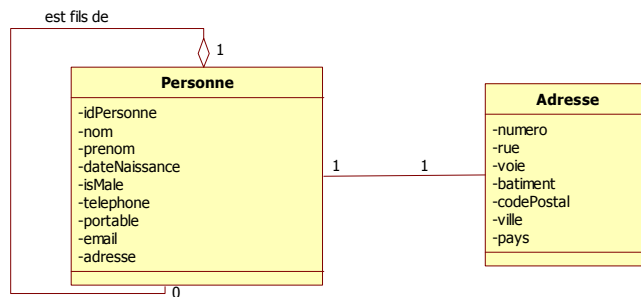 est fils de
1
Personne
-idPersonne
-nom
-prenom
-dateNaissance
-isMale
-telephone
-portable
-email
-adresse
0
1
1
Adresse
-numero
-rue
-voie
-batiment
-codePostal
-ville
-pays